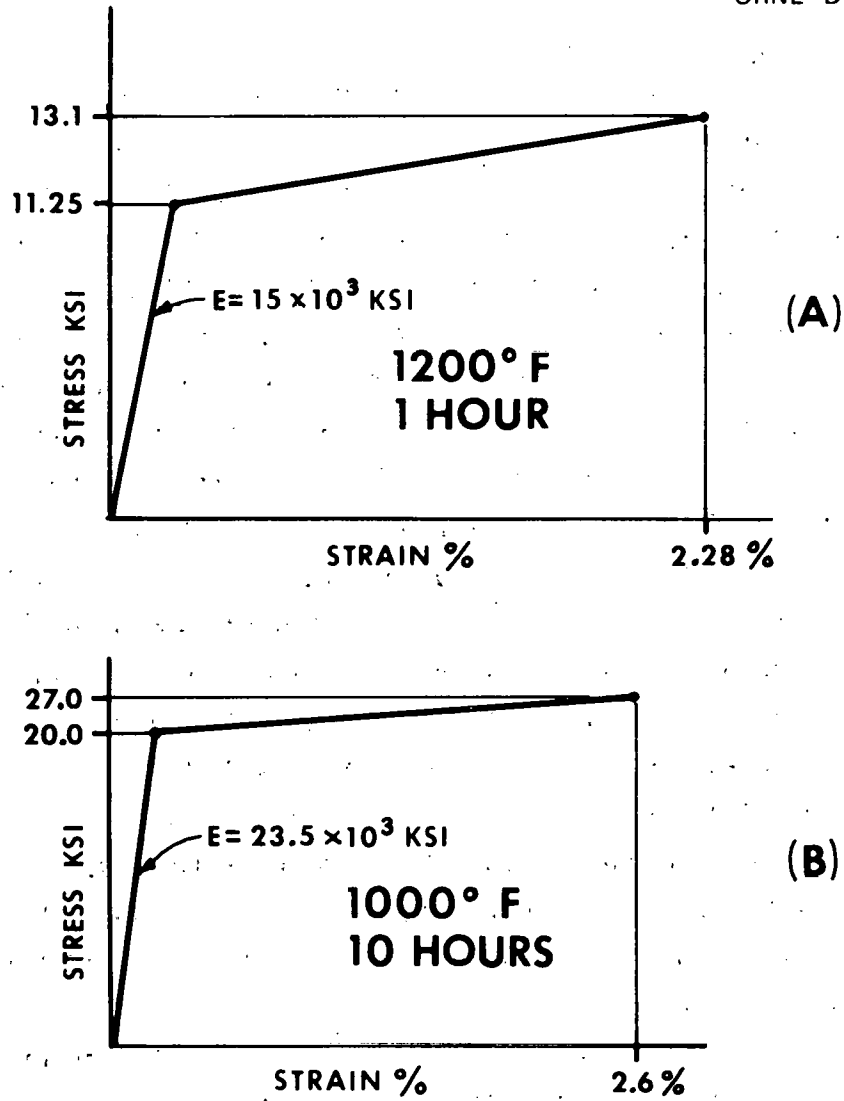 13.1
11.25
E= 15 ×10³ KSI
(A)
STRESS KSI
1200° F
1 HOUR
STRAIN %
2.28 %
27.0
20.0
E= 23.5 ×10³ KSI
(B)
STRESS KSI
1000° F
10 HOURS
STRAIN %
2.6 %